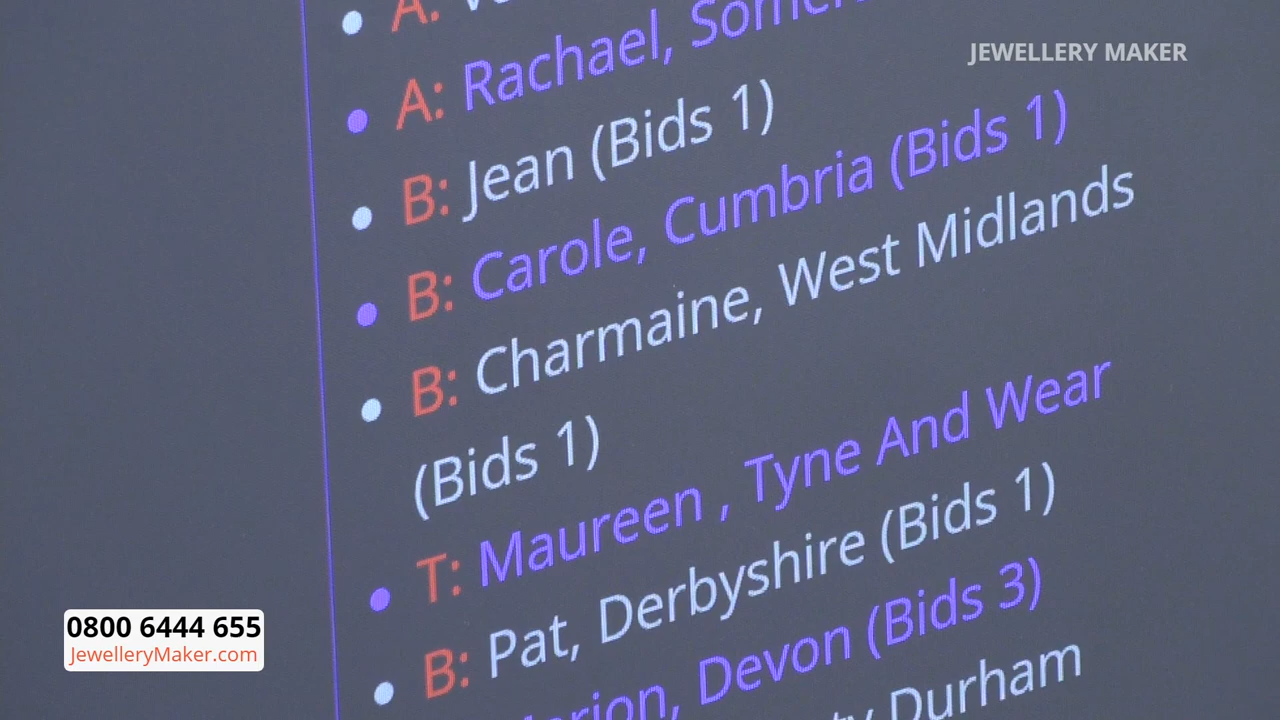 JEWELLERY MAKER
A:
A: Rachael,
B: Jean (Bids 1)
B: Carole, Cumbria (Bids 1)
B: Charmaine, West Midlands
(Bids 1)
T: Maureen , Tyne And Wear
B: Pat, Derbyshire (Bids 1)
Devon (Bids 3)
Durham
0800 6444 655
JewelleryMaker.com